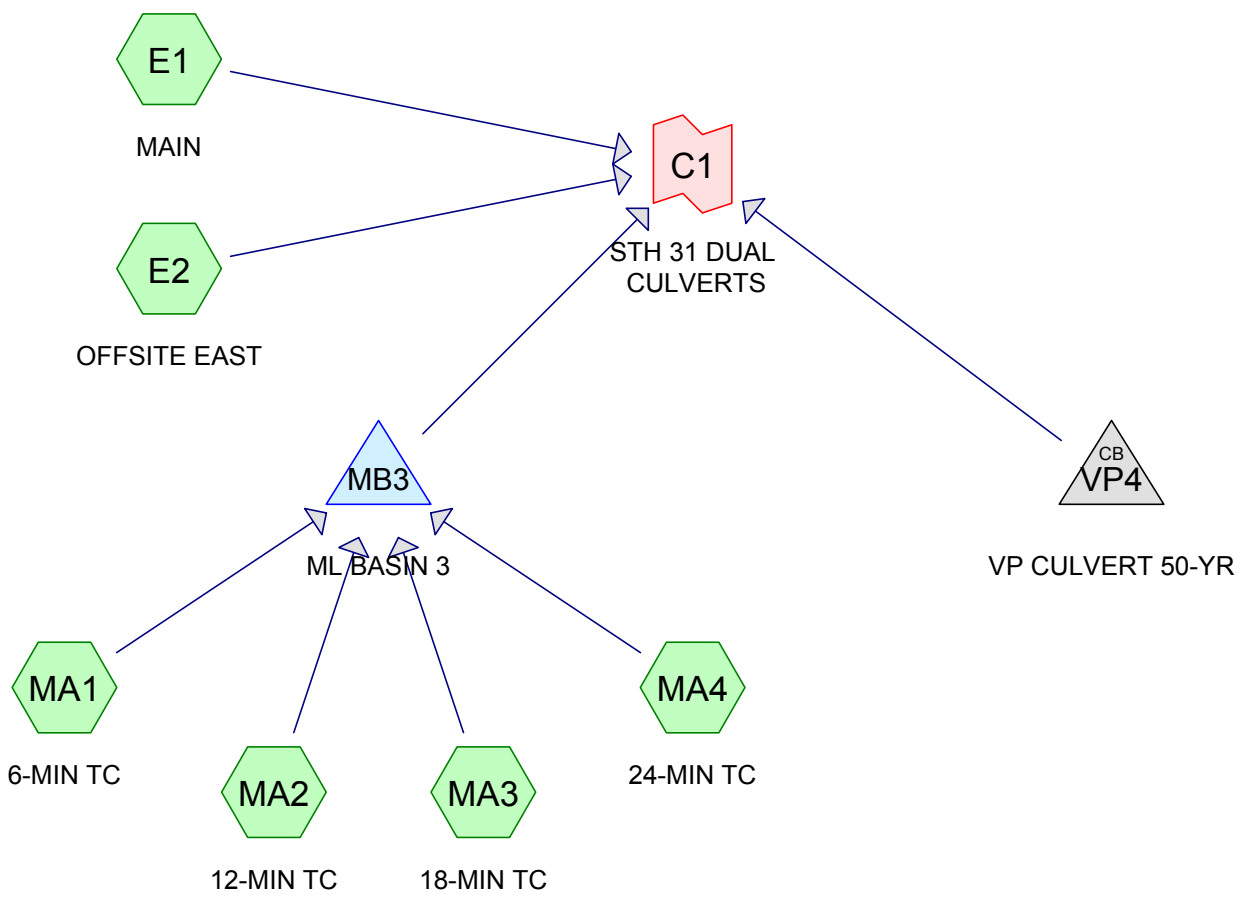 E1
MAIN
C1
STH 31 DUAL
CULVERTS
E2
OFFSITE EAST
MB3
ML BASIN 3
CB
VP4
VP CULVERT 50-YR
MA1
6-MIN TC
MA4
24-MIN TC
MA2
12-MIN TC
MA3
18-MIN TC